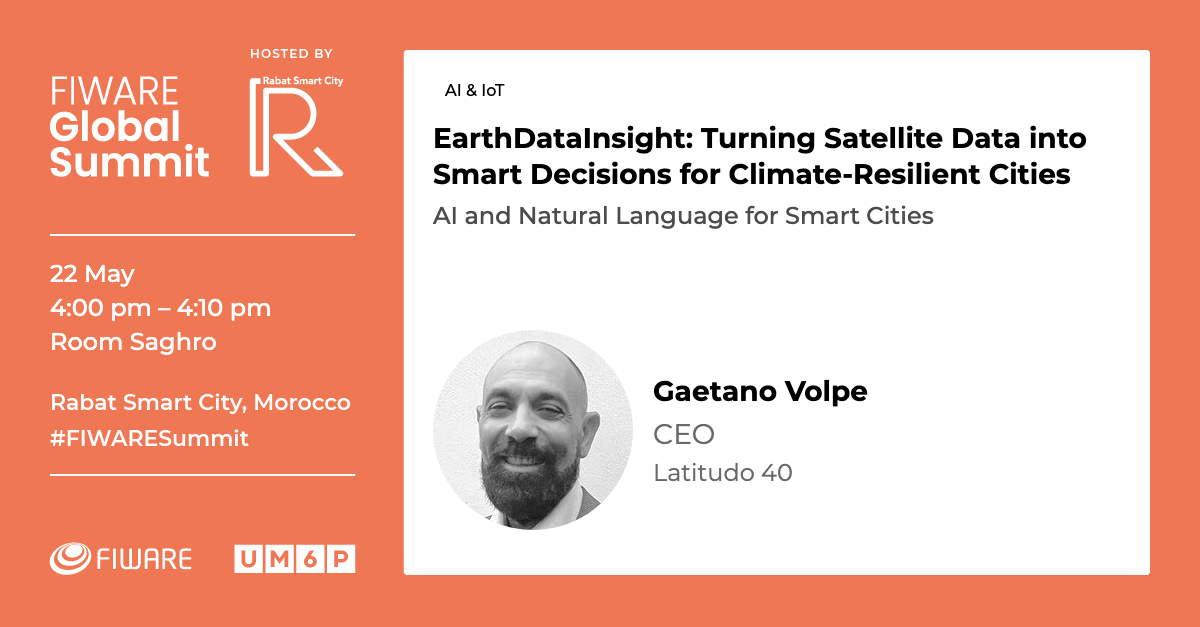 HOSTED BY
FIWARE
Global
Summit
Rabat Smart City
R
22 May
4:00 pm – 4:10 pm
Room Saghro
Rabat Smart City, Morocco
#FIWARESummit
FIWARE
UM6P
AI & IoT
EarthDataInsight: Turning Satellite Data into
Smart Decisions for Climate-Resilient Cities
AI and Natural Language for Smart Cities
Gaetano Volpe
CEO
Latitudo 40